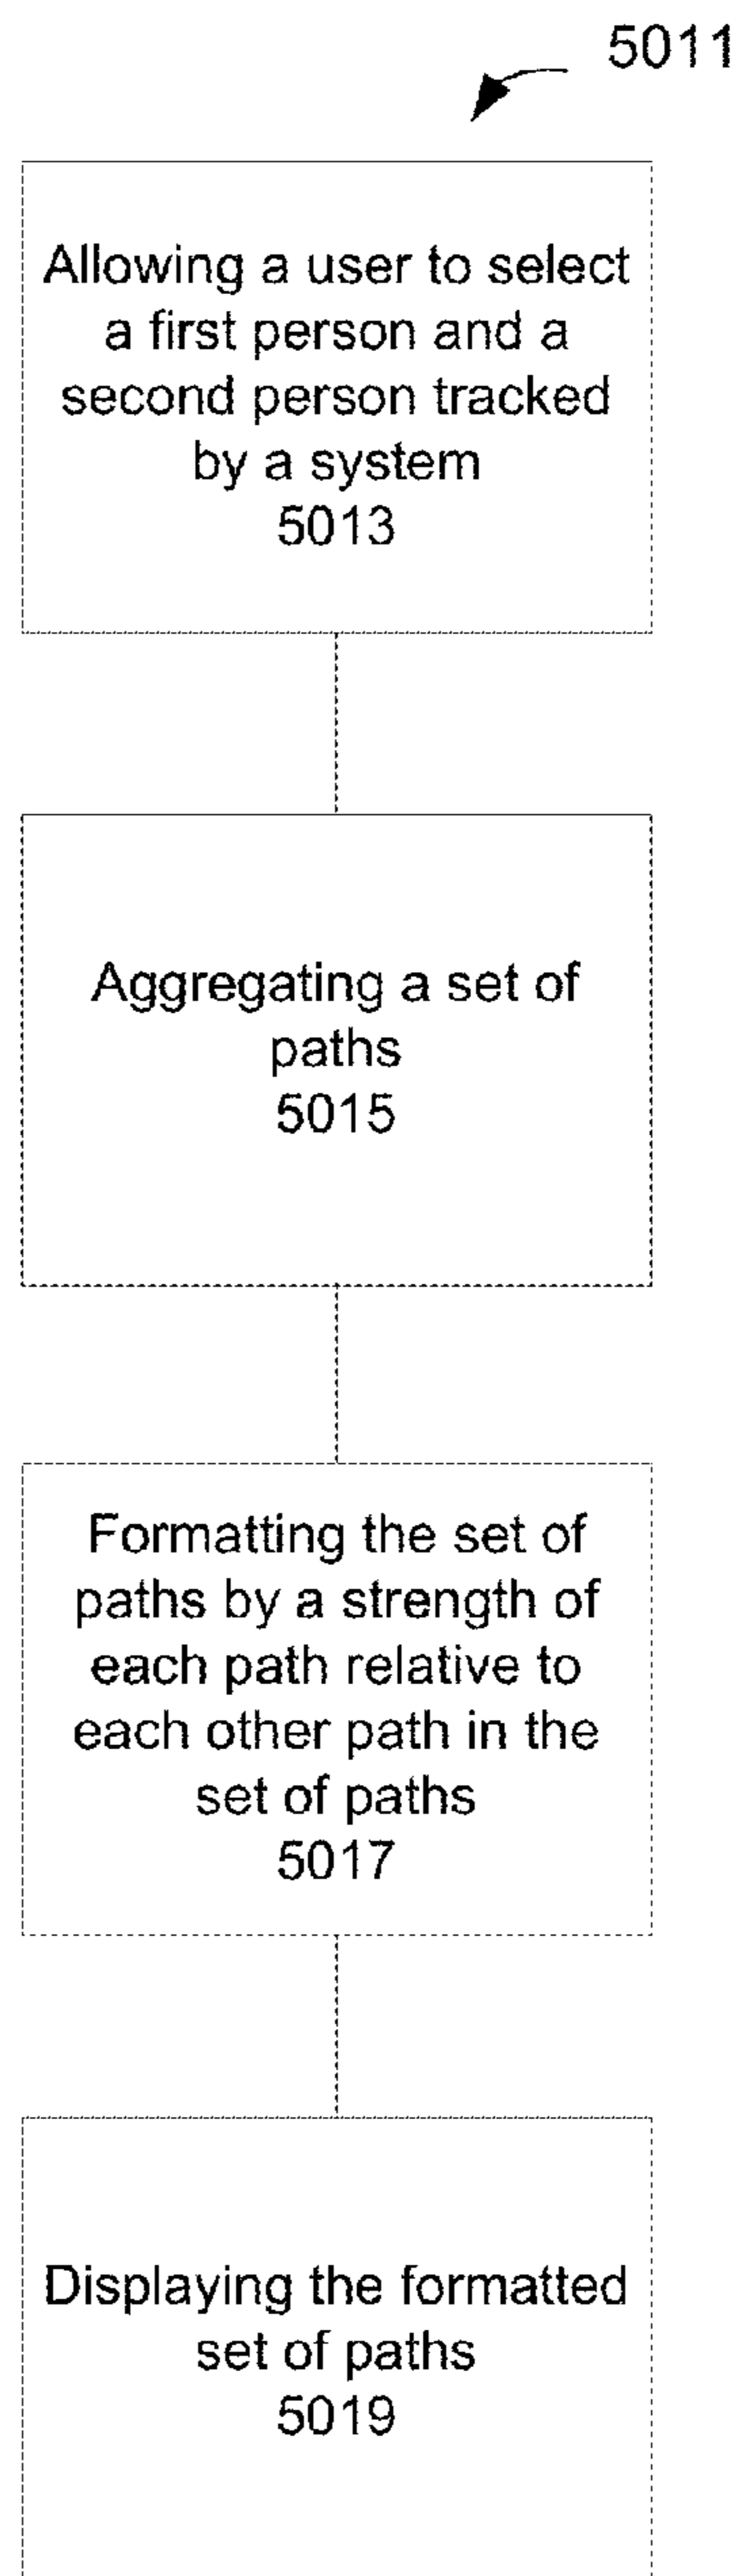 5011
Allowing a user to select
a first person and a
second person tracked
by a system
5013
Aggregating a set of
paths
5015
Formatting the set of
paths by a strength of
each path relative to
each other path in the
set of paths
5017
Displaying the formatted
set of paths
5019